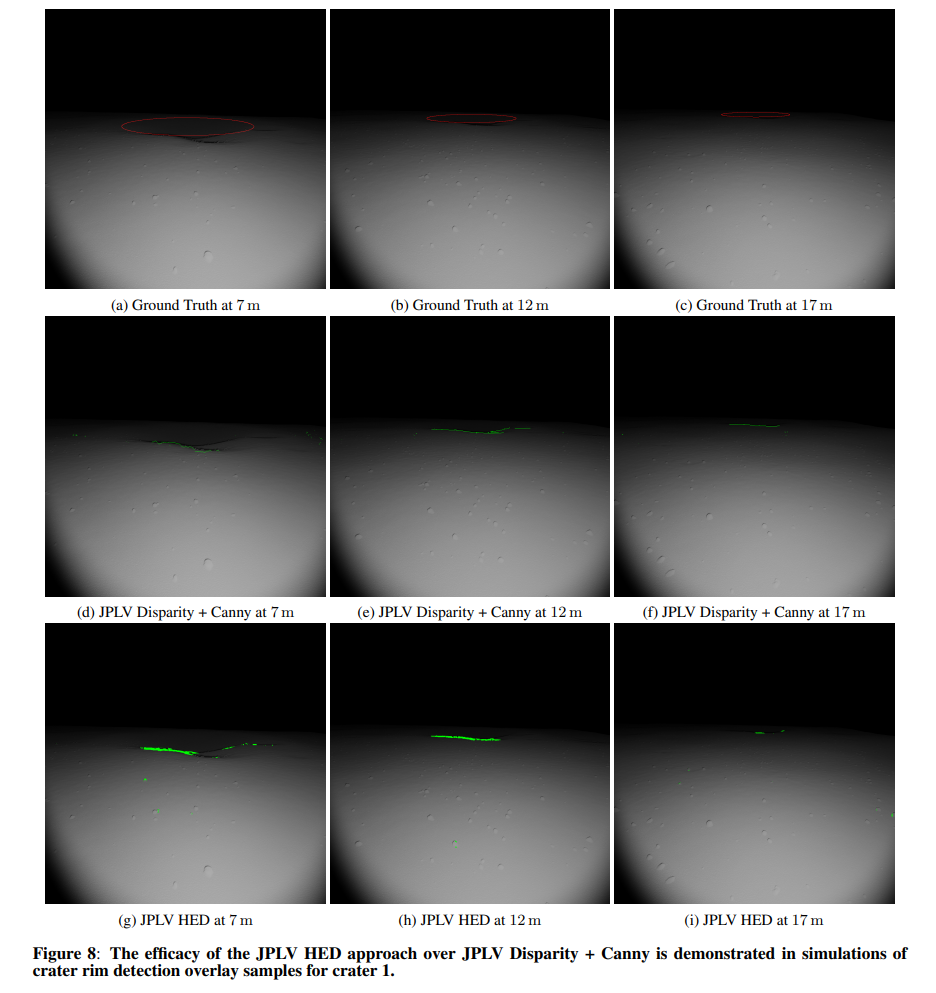 (a) Ground Truth at 7 m
(b) Ground Truth at 12 m
(c) Ground Truth at 17 m
(d) JPLV Disparity + Canny at 7 m
(e) JPLV Disparity + Canny at 12 m
(f) JPLV Disparity + Canny at 17 m
(g) JPLV HED at 7 m
(h) JPLV HED at 12 m
(i) JPLV HED at 17 m
Figure 8: The efficacy of the JPLV HED approach over JPLV Disparity + Canny is demonstrated in simulations of
crater rim detection overlay samples for crater 1.